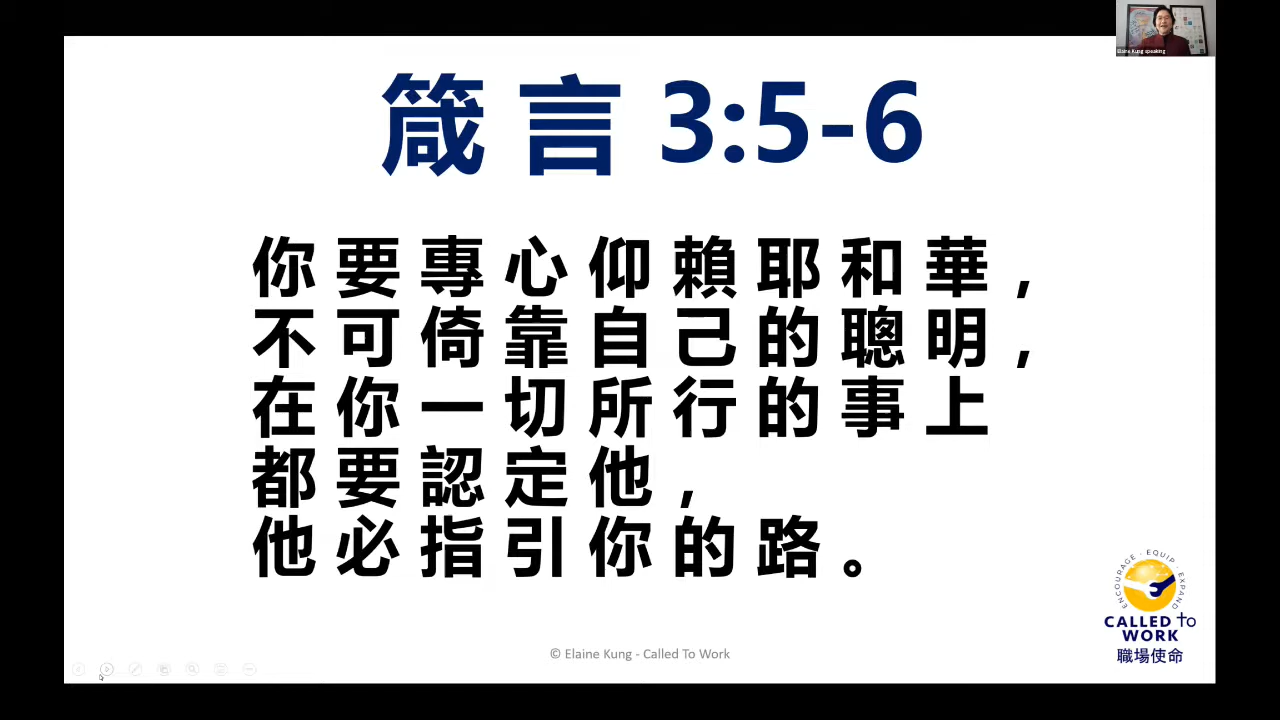 Elaine Kung speaking
箴言 3:5-6
你要專心仰賴耶和華，
不可倚靠自己的聰明，
在你一切所行的事上
都要認定他，
他必指引你的路。
ENCOURAGE · EQUIP · EXPAND
CALLED To
WORK
職場使命
© Elaine Kung - Called To Work